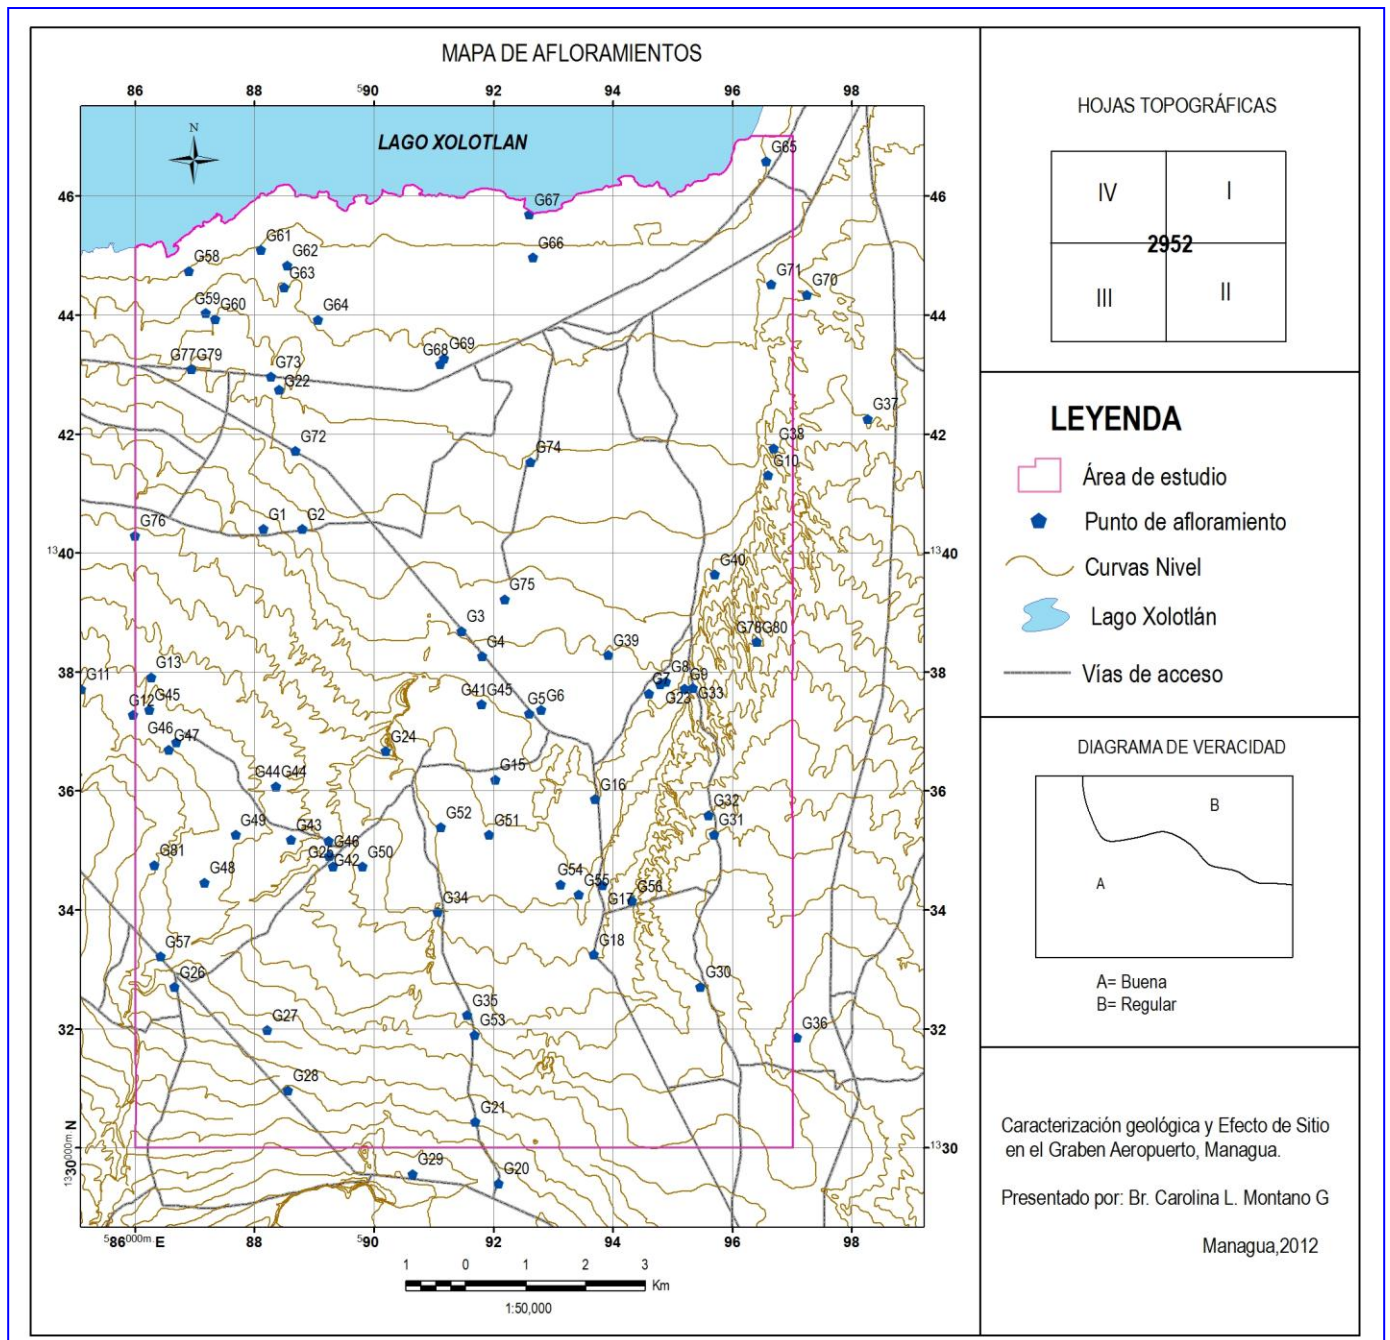 MAPA DE AFLORAMIENTOS
86 88 590 92 94 96 98
N
LAGO XOLOTLAN
G65
46 46
G67
G61
G62
G66
G58
G63
G71
G70
G59
G60
G64
44 44
G69
G68
G77G79
G73
G22
G37
42 42
G72
G38
G74
G10
G76
G1
G2
1340 1340
G40
G75
G3
G78G80
G4
G39
38 38
G13
G8
G11
G9
G45
G7
G41G45
G33
G12
G5
G6
G23
G46
G47
G24
G44G44
G15
G16
36 36
G52
G32
G49
G43
G51
G31
G46
G81
G25
G42
G50
G48
G54
G55
G56
G17
34 34
G34
G57
G18
G26
G30
G35
G27
32 32
G53
G36
G28
G21
1330000m N 1330
G29
G20
586000m. E 88 590 92 94 96 98
1 0 1 2 3 Km
1:50,000
HOJAS TOPOGRÁFICAS
IV I
2952
III II
LEYENDA
Área de estudio
Punto de afloramiento
Curvas Nivel
Lago Xolotlán
Vías de acceso
DIAGRAMA DE VERACIDAD
B
A
A= Buena
B= Regular
Caracterización geológica y Efecto de Sitio
en el Graben Aeropuerto, Managua.
Presentado por: Br. Carolina L. Montano G
Managua,2012